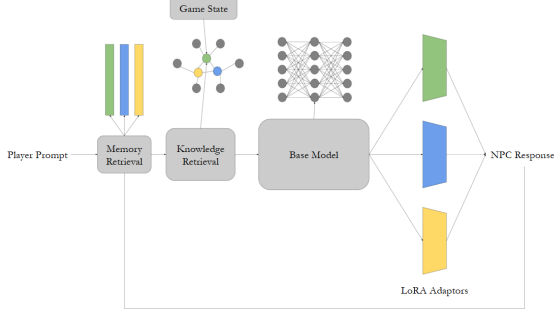 Game State
Player Prompt
Memory
Retrieval
Knowledge
Retrieval
Base Model
NPC Response
LoRA Adaptors